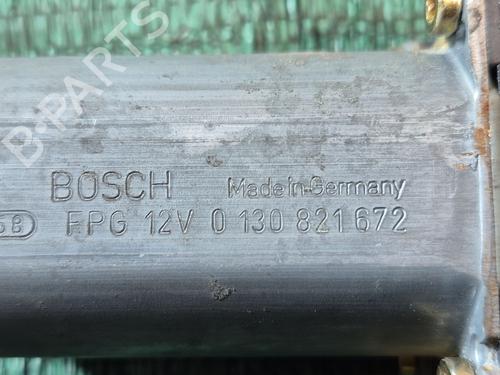 BOSCH Made in Germany
FPG 12V 0 130 821 672
B-PARTS